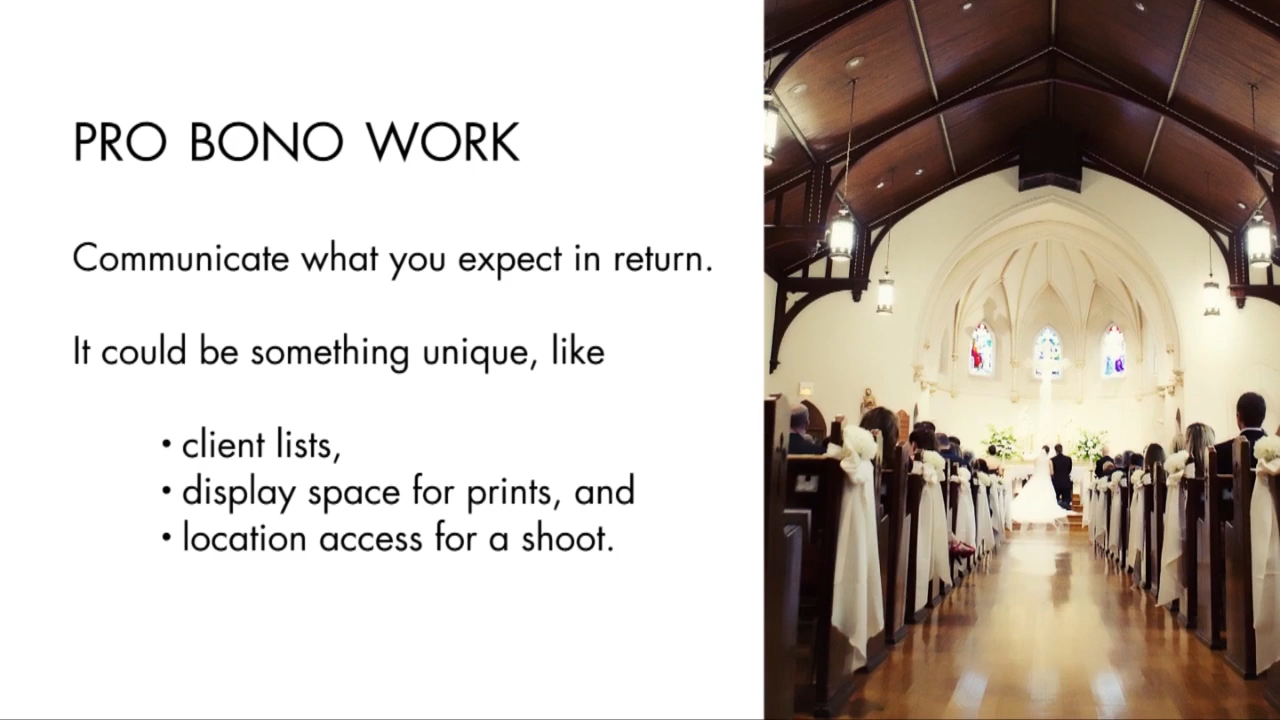 PRO BONO WORK
Communicate what you expect in return.
It could be something unique, like
• client lists,
• display space for prints, and
• location access for a shoot.